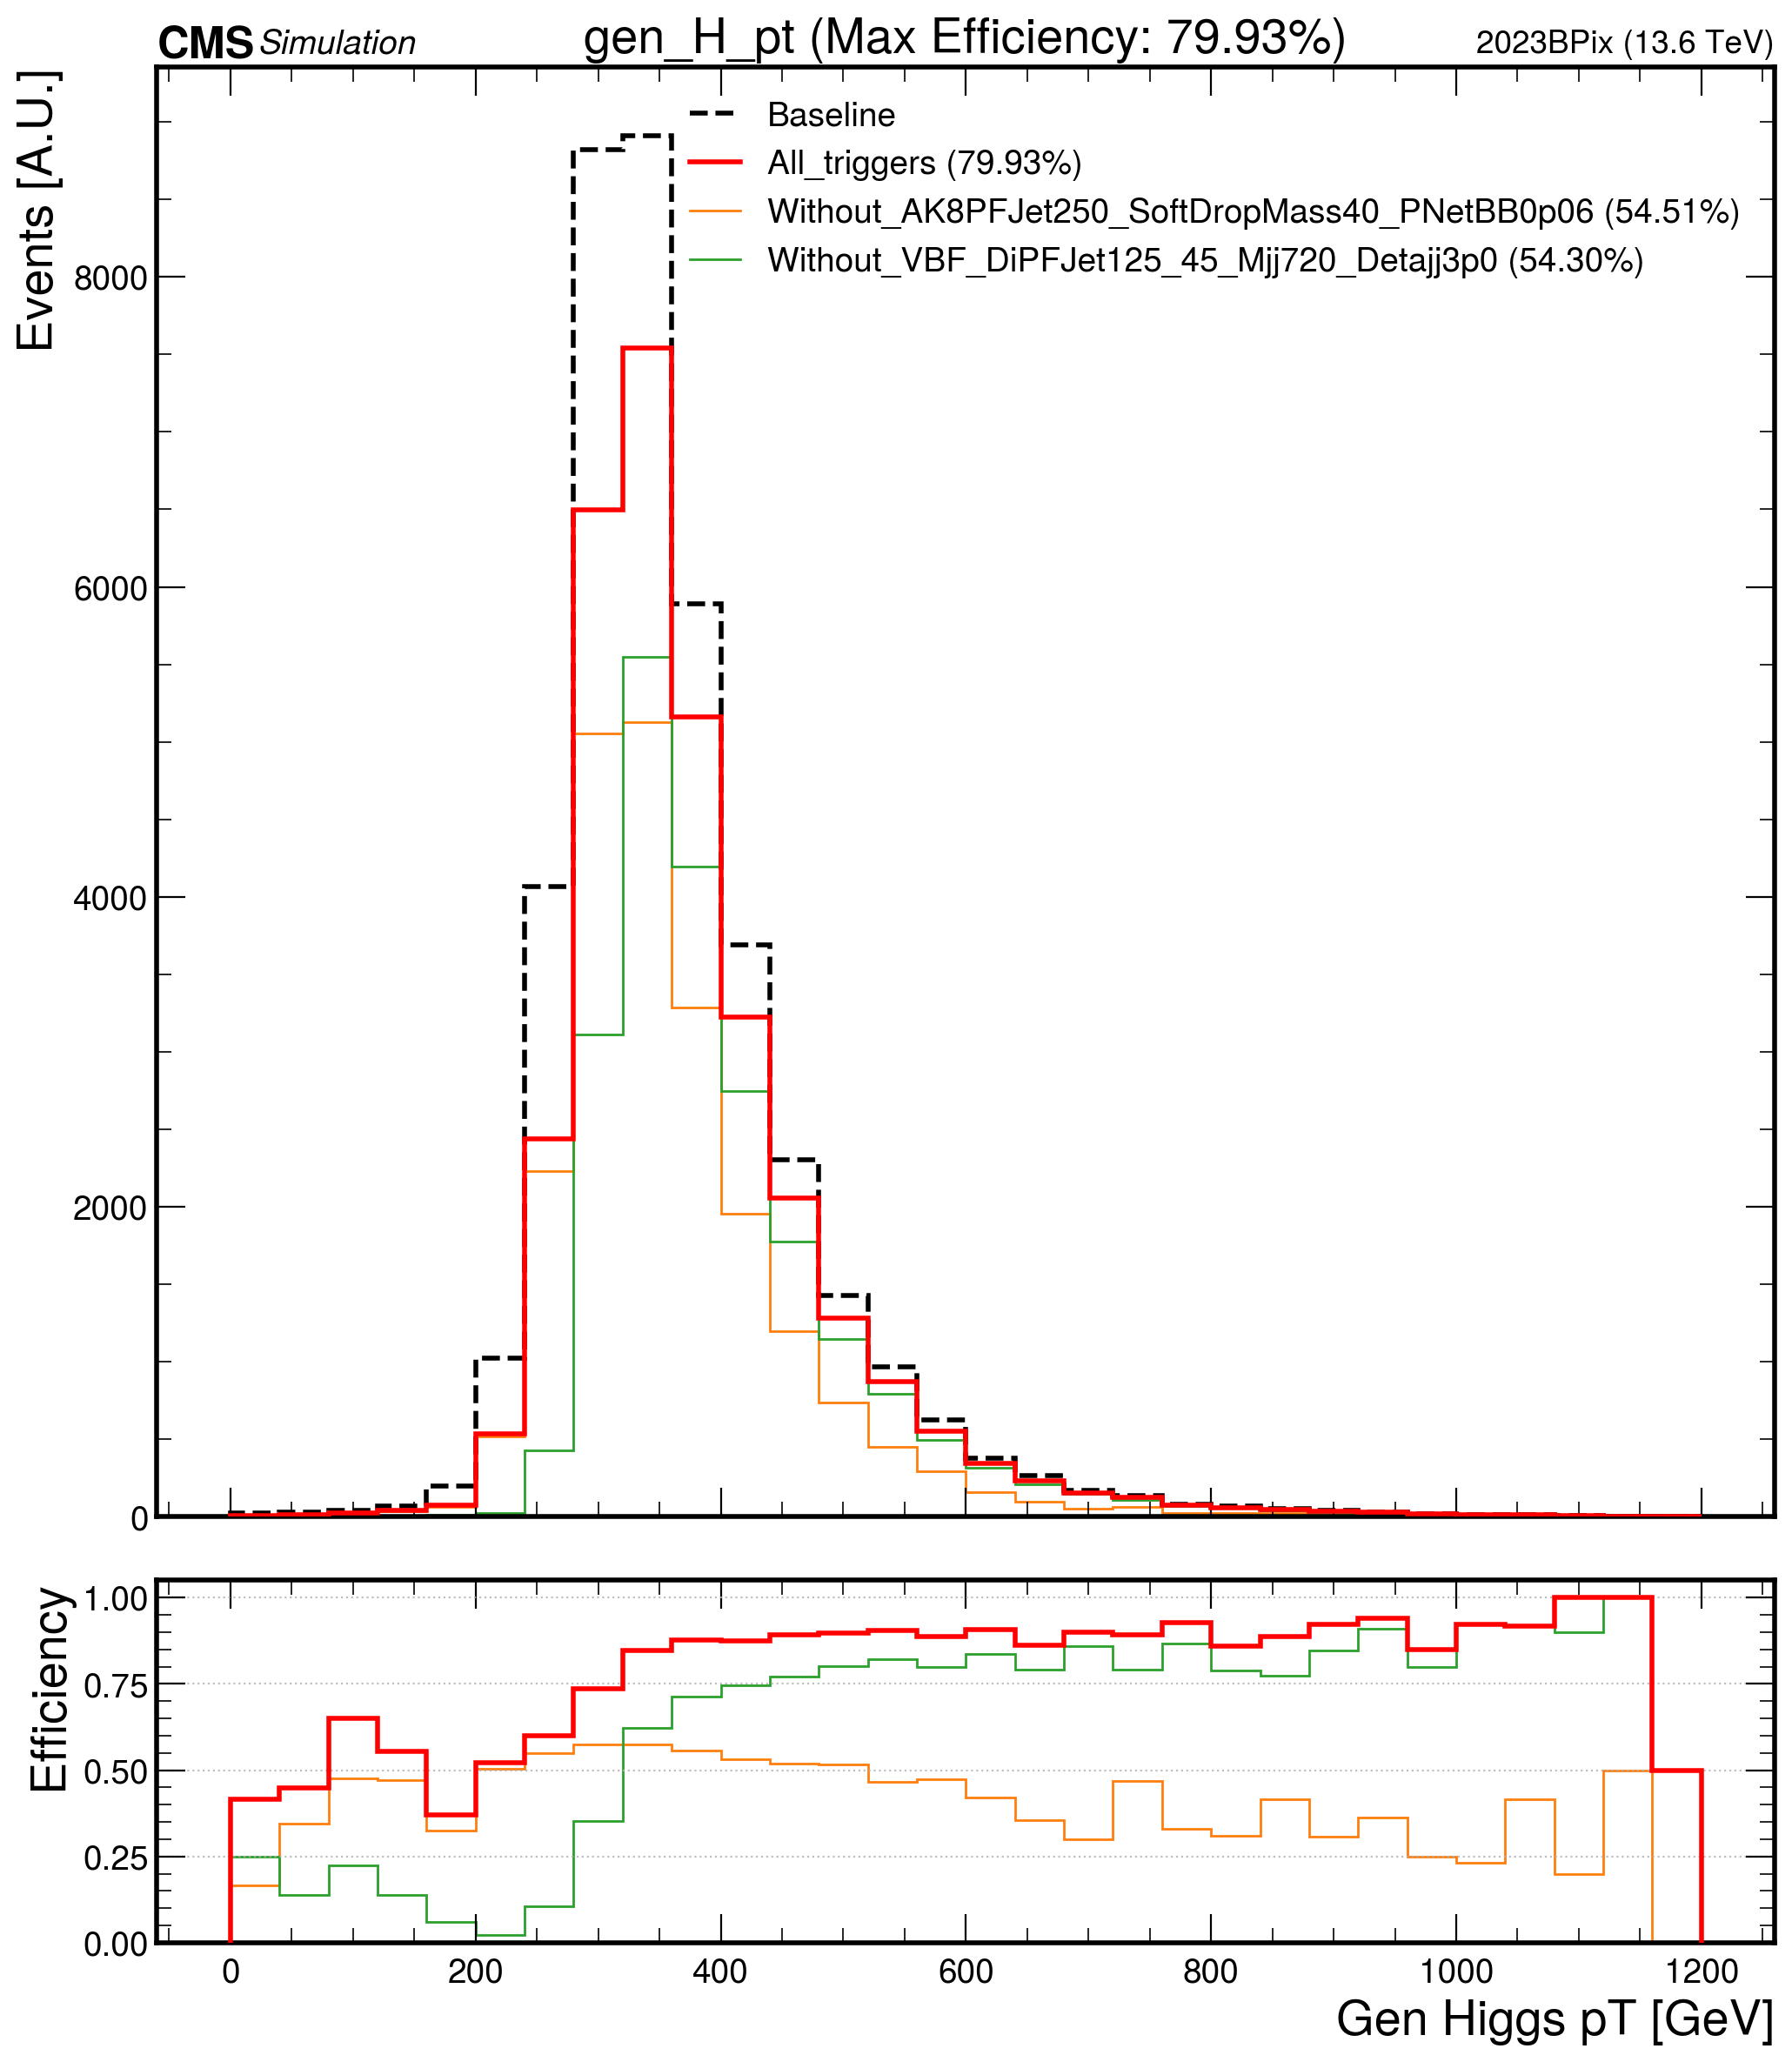 CMS Simulation gen_H_pt (Max Efficiency: 79.93%) 2023BPix (13.6 TeV)
Events [A.U.]
Baseline
All_triggers (79.93%)
Without_AK8PFJet250_SoftDropMass40_PNetBB0p06 (54.51%)
Without_VBF_DiPFJet125_45_Mjj720_Detajj3p0 (54.30%)
8000
6000
4000
2000
0
Efficiency
1.00
0.75
0.50
0.25
0.00
0 200 400 600 800 1000 1200
Gen Higgs pT [GeV]